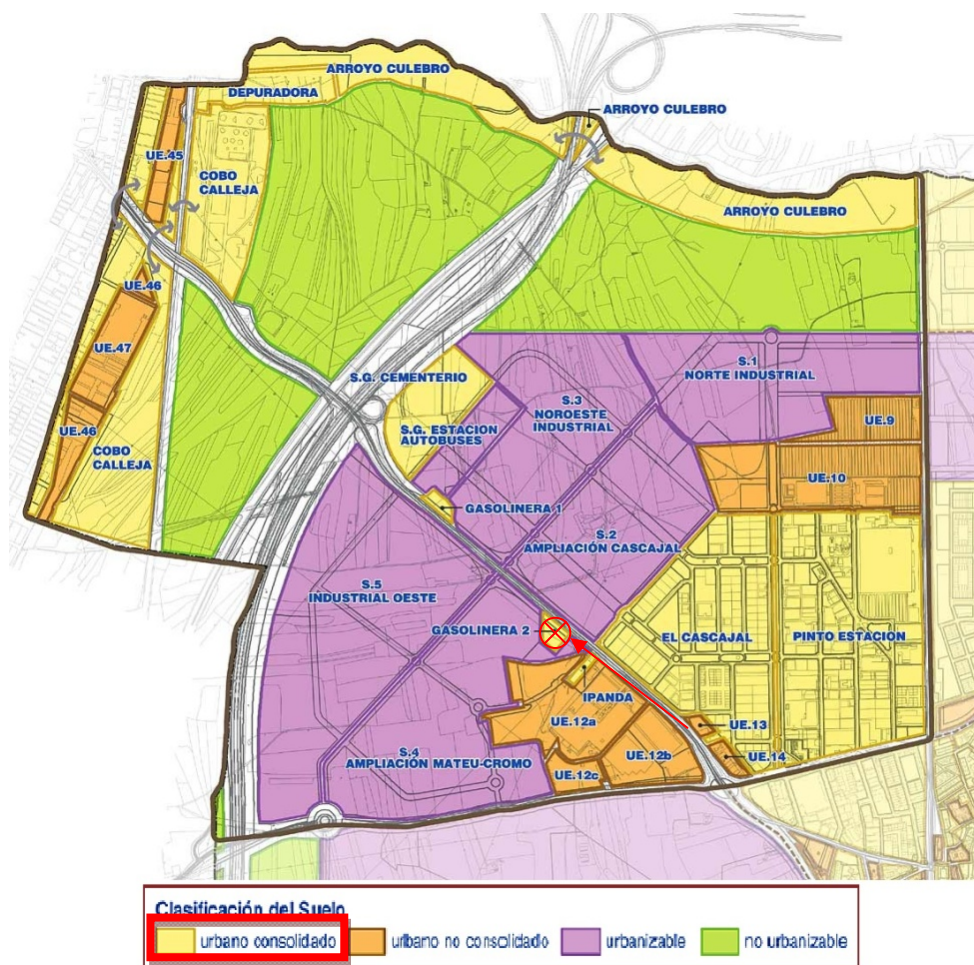 ARROYO CULEBRO
DEPURADORA
ARROYO CULEBRO
UE.45
COBO
CALLEJA
ARROYO CULEBRO
UE.46
UE.47
S.G. CEMENTERIO
S.1
NORTE INDUSTRIAL
S.3
NOROESTE
INDUSTRIAL
UE.9
S.G. ESTACION
AUTOBUSES
UE.46
COBO
CALLEJA
UE.10
GASOLINERA 1
S.2
AMPLIACIÓN CASCAJAL
S.5
INDUSTRIAL OESTE
GASOLINERA 2
EL CASCAJAL
PINTO ESTACION
IPANDA
UE.12a
UE.13
S.4
AMPLIACIÓN MATEU-CROMO
UE.12b
UE.14
UE.12c
Clasificación del Suelo
urbano consolidado
urbano no consolidado
urbanizable
no urbanizable